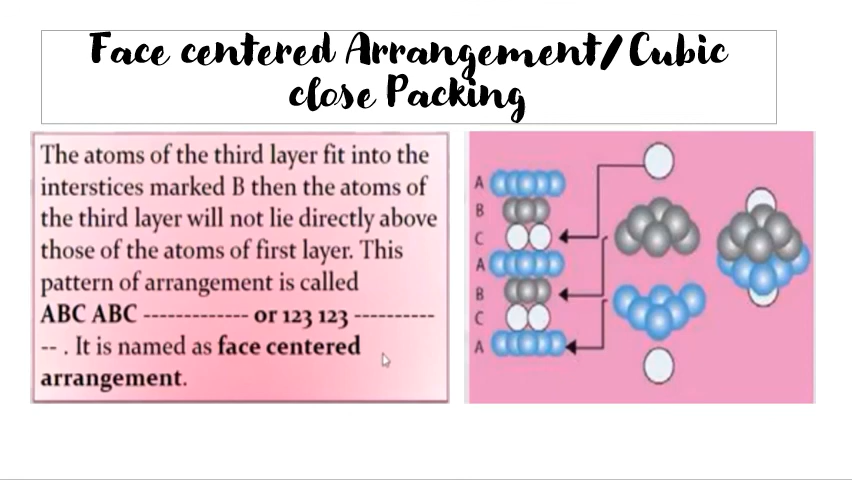 Face centered Arrangement/Cubic
close Packing
The atoms of the third layer fit into the
interstices marked B then the atoms of
the third layer will not lie directly above
those of the atoms of first layer. This
pattern of arrangement is called
ABC ABC ------------- or 123 123 ----------
-- . It is named as face centered
arrangement.
A
B
C
A
B
C
A